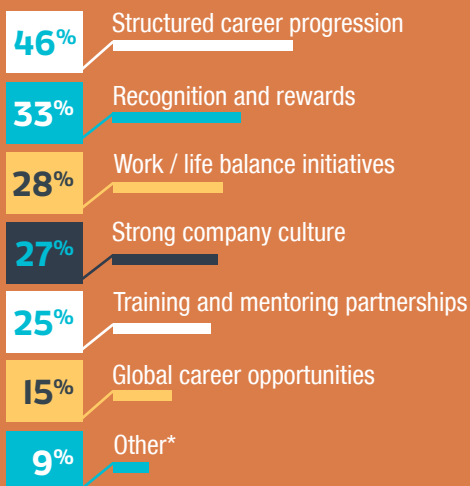 46%
Structured career progression
33%
Recognition and rewards
28%
Work / life balance initiatives
27%
Strong company culture
25%
Training and mentoring partnerships
15%
Global career opportunities
9%
Other*